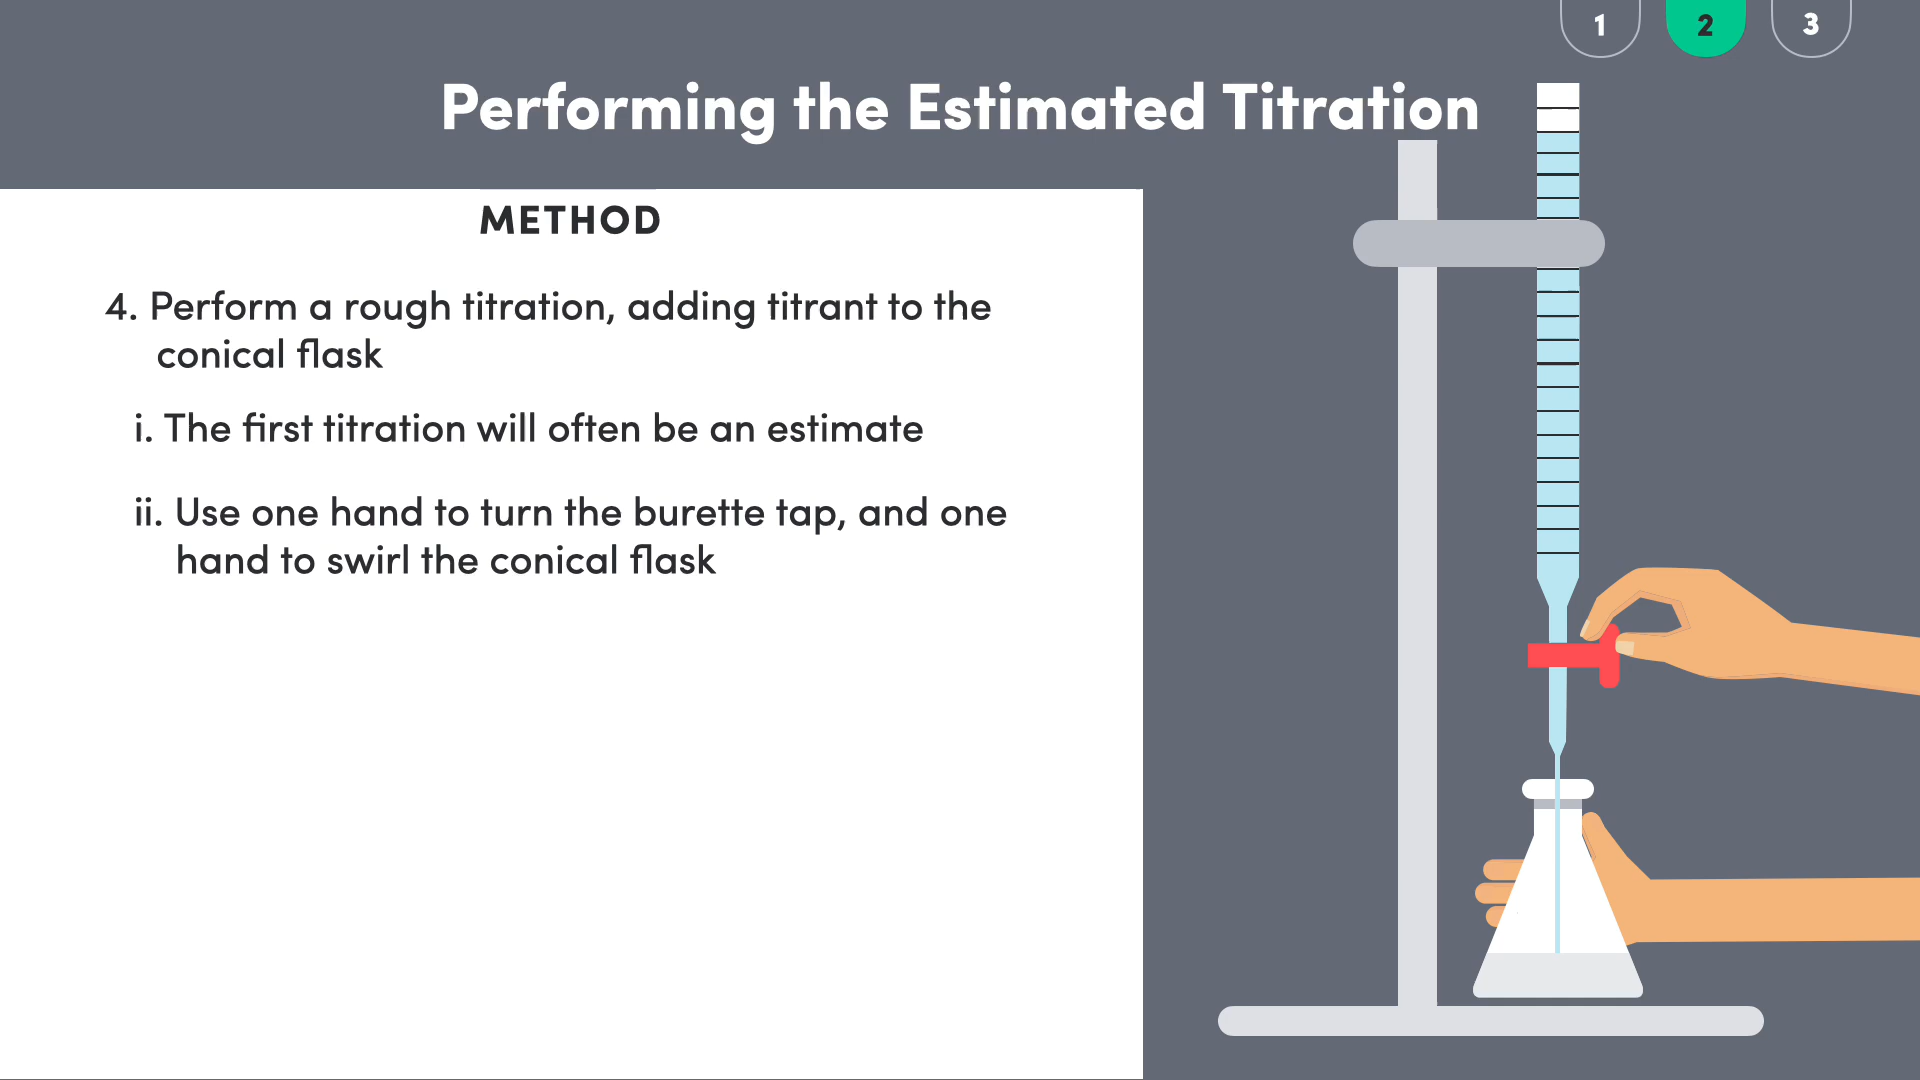 1 2 3
Performing the Estimated Titration
METHOD
4. Perform a rough titration, adding titrant to the
conical flask
i. The first titration will often be an estimate
ii. Use one hand to turn the burette tap, and one
hand to swirl the conical flask